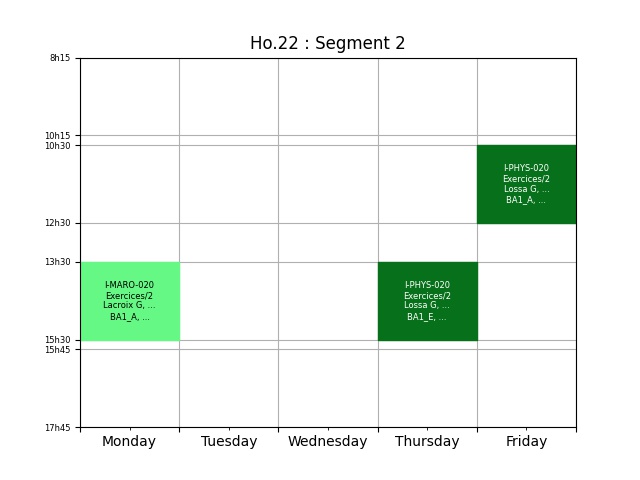 Ho.22 : Segment 2
8h15
10h15
10h30
I-PHYS-020
Exercices/2
Lossa G, ...
BA1_A, ...
12h30
13h30
I-MARO-020
Exercices/2
Lacroix G, ...
BA1_A, ...
I-PHYS-020
Exercices/2
Lossa G, ...
BA1_E, ...
15h30
15h45
17h45
Monday Tuesday Wednesday Thursday Friday